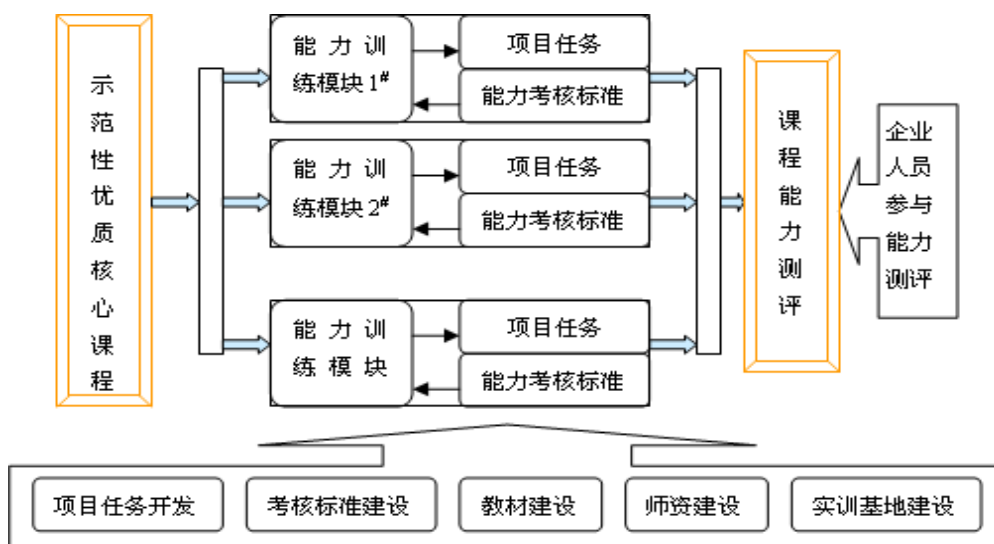 示范性优质核心课程
能力训
练模块1#
项目任务
能力考核标准
能力训
练模块2#
项目任务
能力考核标准
能力训
练模块
项目任务
能力考核标准
课程能力测评
企业
人员
参与
能力
测评
项目任务开发
考核标准建设
教材建设
师资建设
实训基地建设